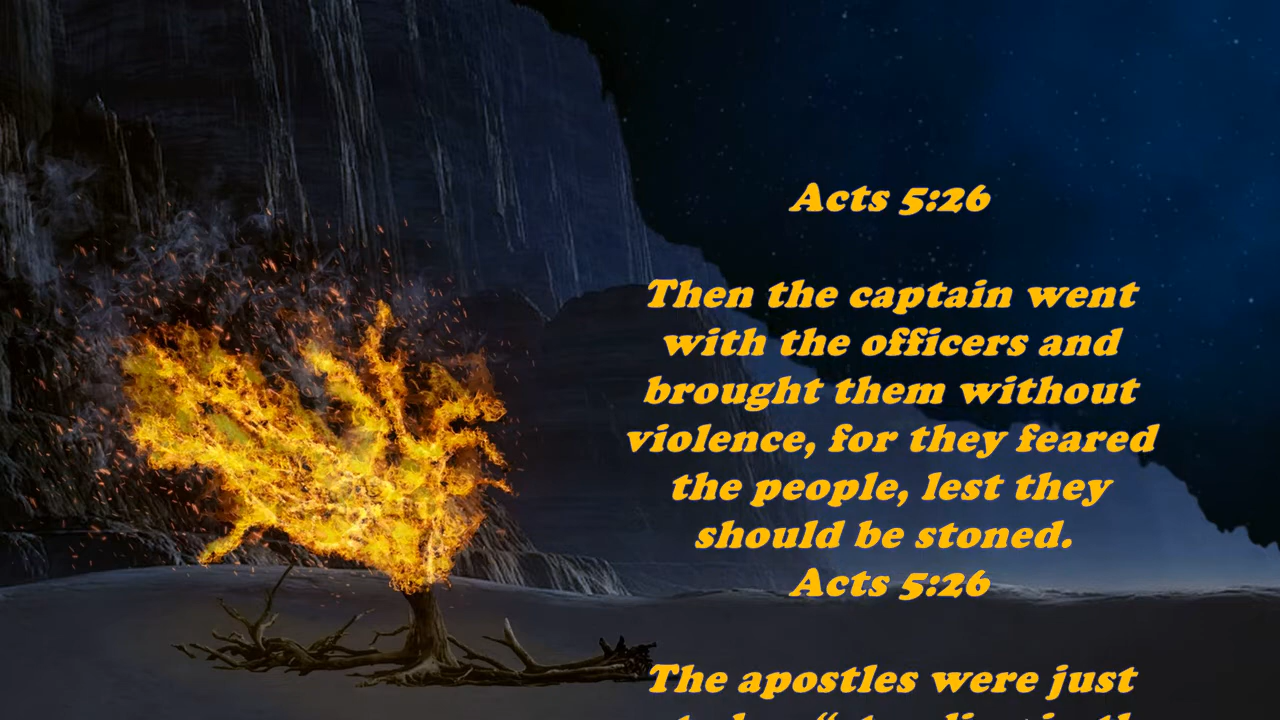 Acts 5:26
Then the captain went
with the officers and
brought them without
violence, for they feared
the people, lest they
should be stoned.
Acts 5:26
The apostles were just